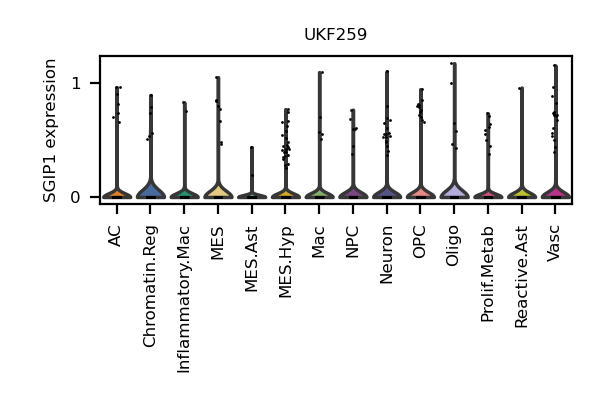 UKF259
SGIP1 expression
1
0
AC
Chromatin.Reg
Inflammatory.Mac
MES
MES.Ast
MES.Hyp
Mac
NPC
Neuron
OPC
Oligo
Prolif.Metab
Reactive.Ast
Vasc